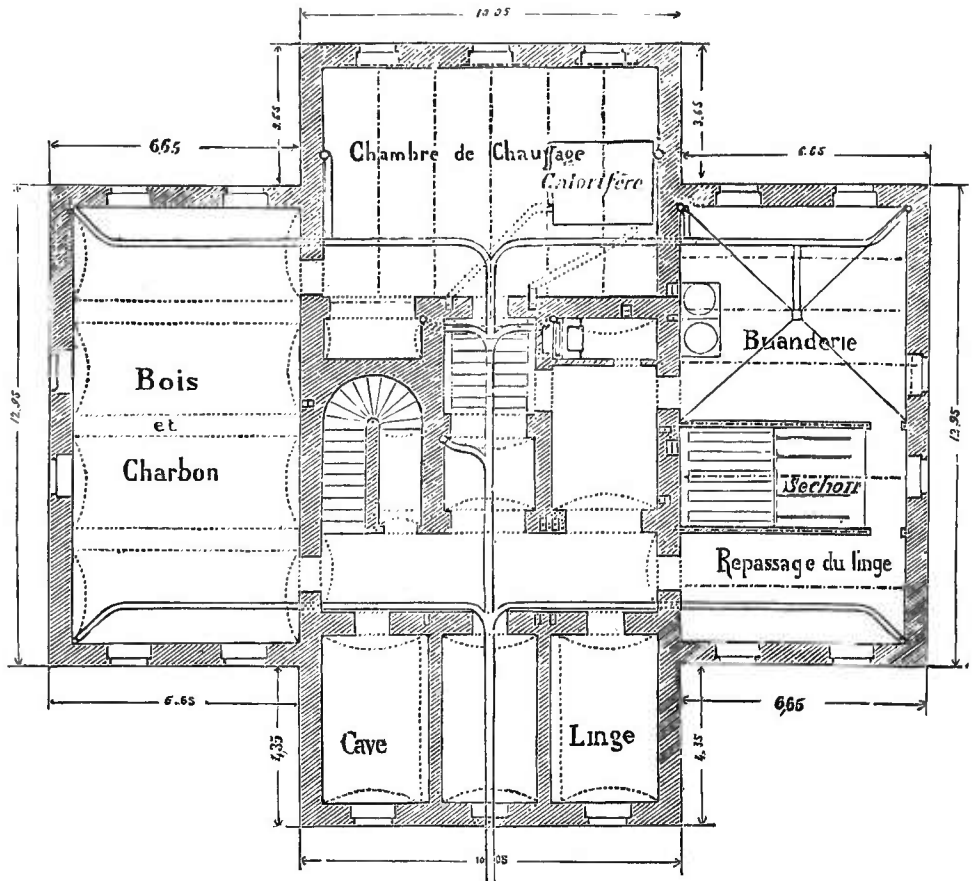 10.05
3.65
3.65
6,65
6.65
Chambre de Chauffage
Calorifère
12.95
12.95
Buanderie
Bois
et
Charbon
Sechoir
Repassage du linge
6.65
6,65
4,35
4.35
Cave
Linge
10.05